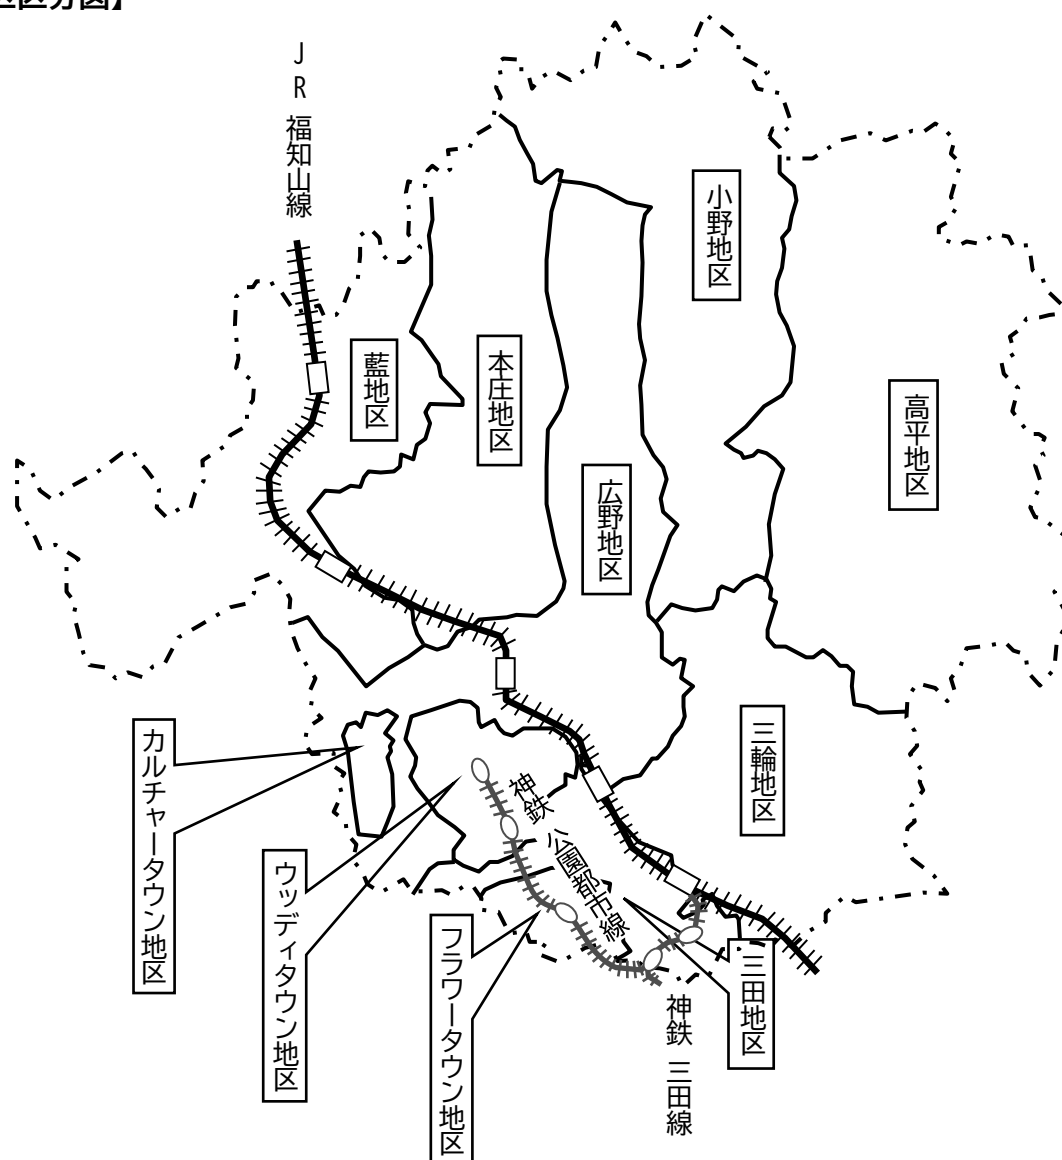 区区分図】
JR 福知山線
小野地区
藍地区
本庄地区
高平地区
広野地区
三輪地区
カルチャータウン地区
ウッディタウン地区
フラワータウン地区
神鉄 公園都市線
三田地区
神鉄 三田線